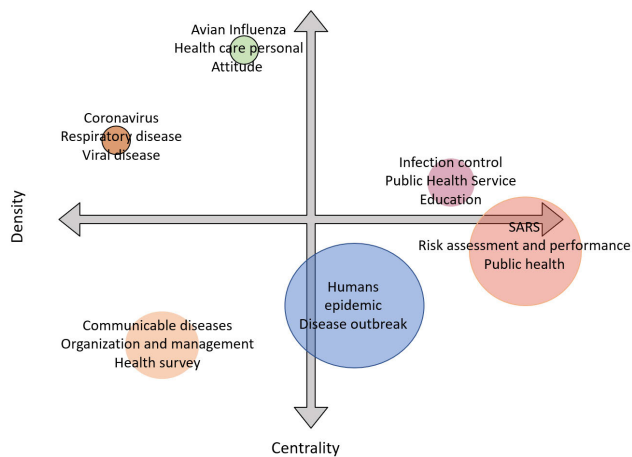 Avian Influenza
Health care personal
Attitude
Coronavirus
Respiratory disease
Viral disease
Infection control
Public Health Service
Education
Density
SARS
Risk assessment and performance
Public health
Humans
epidemic
Disease outbreak
Communicable diseases
Organization and management
Health survey
Centrality